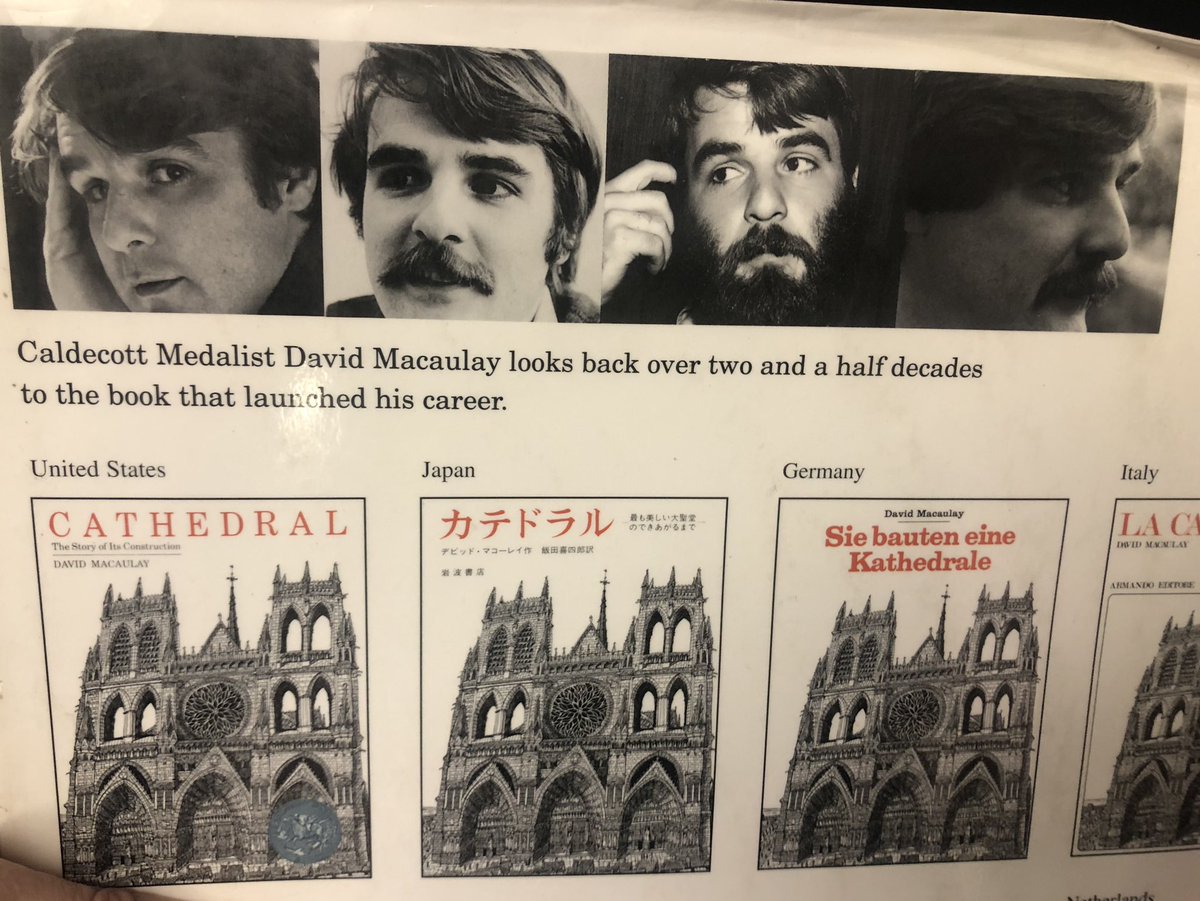 Caldecott Medalist David Macaulay looks back over two and a half decades
to the book that launched his career.
United States
CATHEDRAL
The Story of Its Construction
DAVID MACAULAY
Japan
カテドラル
最も美しい大聖堂
のできあがるまで
デビッド・マコーレイ作 飯田喜四郎訳
岩波書店
Germany
David Macaulay
Sie bauten eine
Kathedrale
Italy
LA CA
DAVID MACAULAY
ARMANDO EDITORE
Netherlands